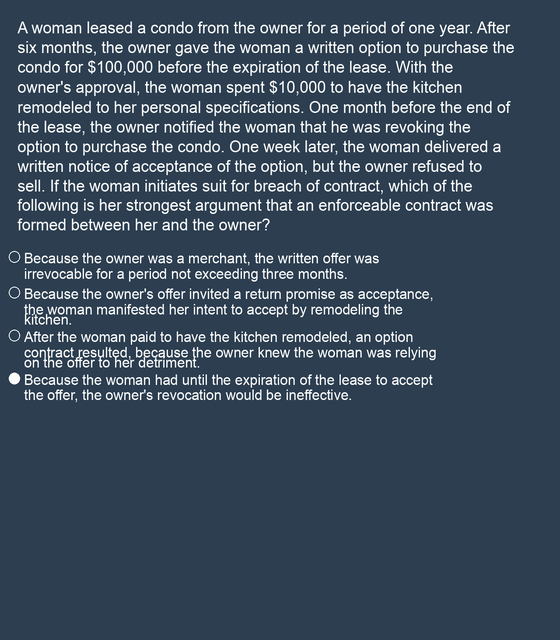 A woman leased a condo from the owner for a period of one year. After
six months, the owner gave the woman a written option to purchase the
condo for $100,000 before the expiration of the lease. With the
owner's approval, the woman spent $10,000 to have the kitchen
remodeled to her personal specifications. One month before the end of
the lease, the owner notified the woman that he was revoking the
option to purchase the condo. One week later, the woman delivered a
written notice of acceptance of the option, but the owner refused to
sell. If the woman initiates suit for breach of contract, which of the
following is her strongest argument that an enforceable contract was
formed between her and the owner?
Because the owner was a merchant, the written offer was
irrevocable for a period not exceeding three months.
Because the owner's offer invited a return promise as acceptance,
the woman manifested her intent to accept by remodeling the
kitchen.
After the woman paid to have the kitchen remodeled, an option
contract resulted, because the owner knew the woman was relying
on the offer to her detriment.
Because the woman had until the expiration of the lease to accept
the offer, the owner's revocation would be ineffective.